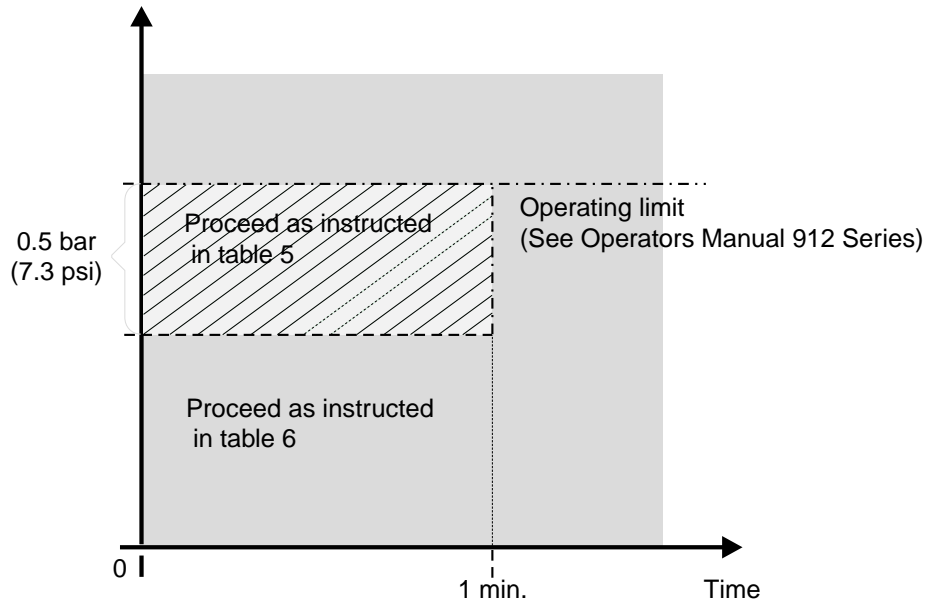 Proceed as instructed
in table 5
Operating limit
(See Operators Manual 912 Series)
0.5 bar
(7.3 psi)
Proceed as instructed
in table 6
0
1 min.
Time